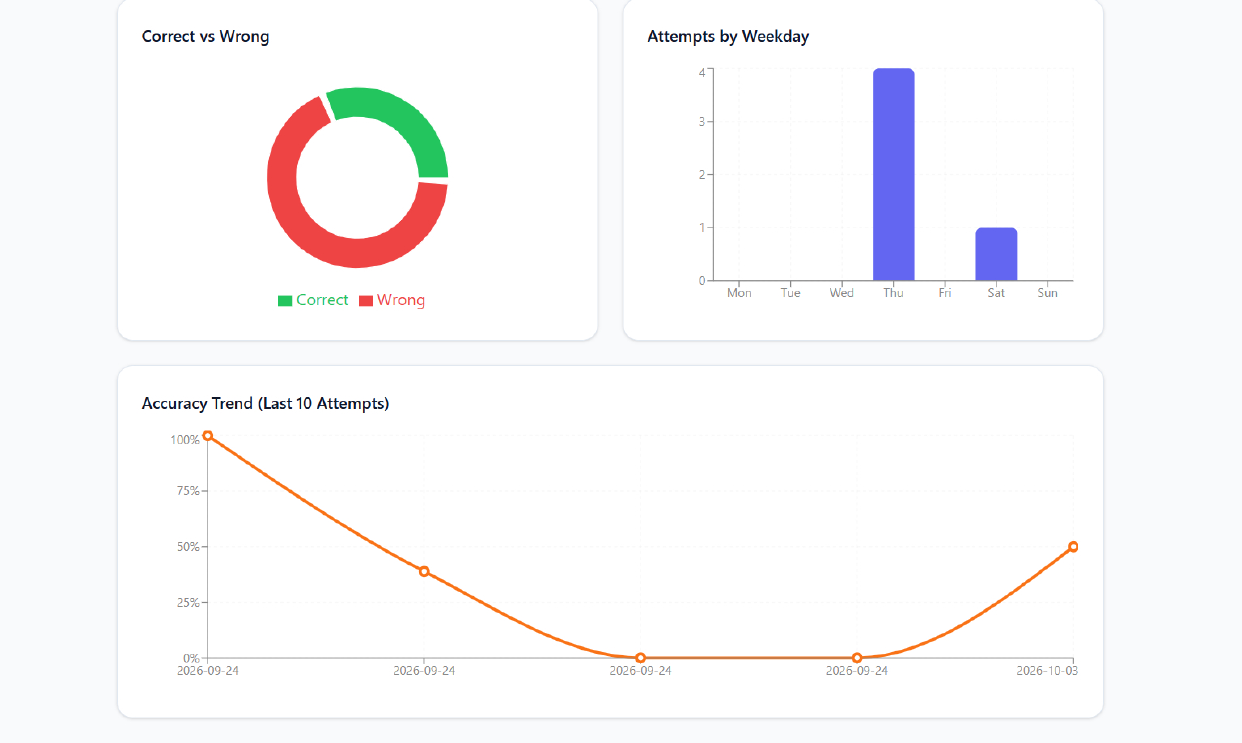 Correct vs Wrong
Correct Wrong
Attempts by Weekday
4
3
2
1
0
Mon Tue Wed Thu Fri Sat Sun
Accuracy Trend (Last 10 Attempts)
100%
75%
50%
25%
0%
2026-09-24 2026-09-24 2026-09-24 2026-09-24 2026-10-03